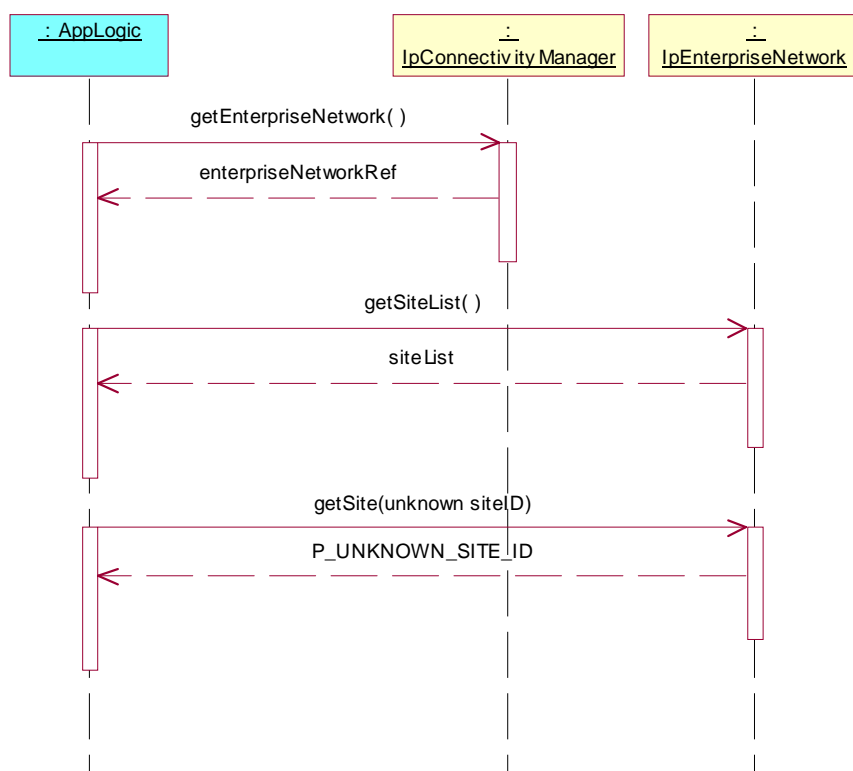 : AppLogic
:
IpConnectivityManager
:
IpEnterpriseNetwork
getEnterpriseNetwork( )
enterpriseNetworkRef
getSiteList( )
siteList
getSite(unknown siteID)
P_UNKNOWN_SITE_ID